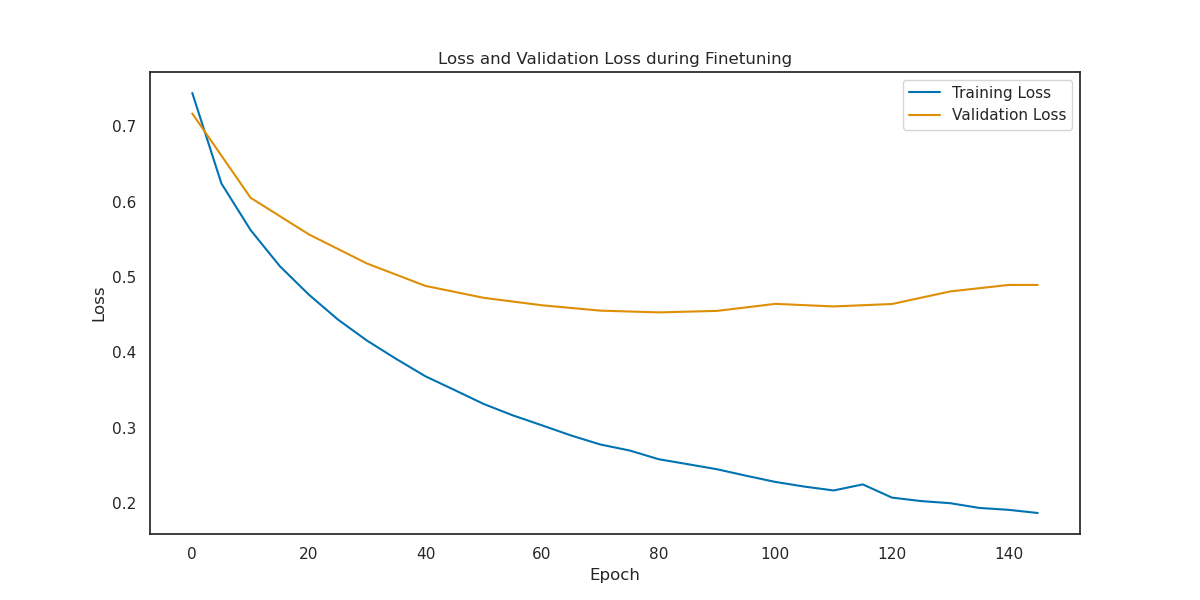 Loss and Validation Loss during Finetuning
Training Loss
Validation Loss
0.7
0.6
0.5
0.4
0.3
0.2
Loss
0 20 40 60 80 100 120 140
Epoch